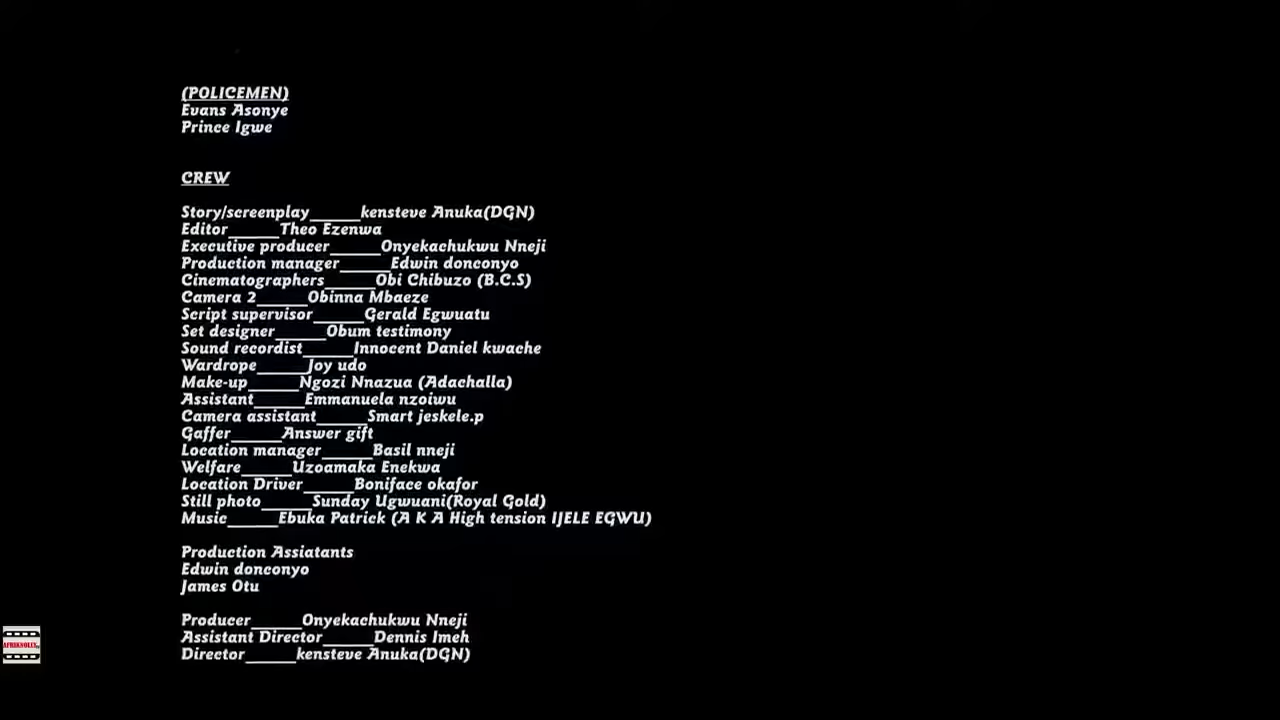 (POLICEMEN)
Evans Asonye
Prince Igwe
CREW
Story/screenplay______kensteve Anuka(DGN)
Editor______Theo Ezenwa
Executive producer______Onyekachukwu Nneji
Production manager______Edwin donconyo
Cinematographers______Obi Chibuzo (B.C.S)
Camera 2______Obinna Mbaeze
Script supervisor______Gerald Egwuatu
Set designer______Obum testimony
Sound recordist______Innocent Daniel kwache
Wardrope______Joy udo
Make-up______Ngozi Nnazua (Adachalla)
Assistant______Emmanuela nzoiwu
Camera assistant______Smart jeskele.p
Gaffer______Answer gift
Location manager______Basil nneji
Welfare______Uzoamaka Enekwa
Location Driver______Boniface okafor
Still photo______Sunday Ugwuani(Royal Gold)
Music______Ebuka Patrick (A K A High tension IJELE EGWU)
Production Assiatants
Edwin donconyo
James Otu
Producer______Onyekachukwu Nneji
Assistant Director______Dennis Imeh
Director______kensteve Anuka(DGN)
AFRIKNOLLY